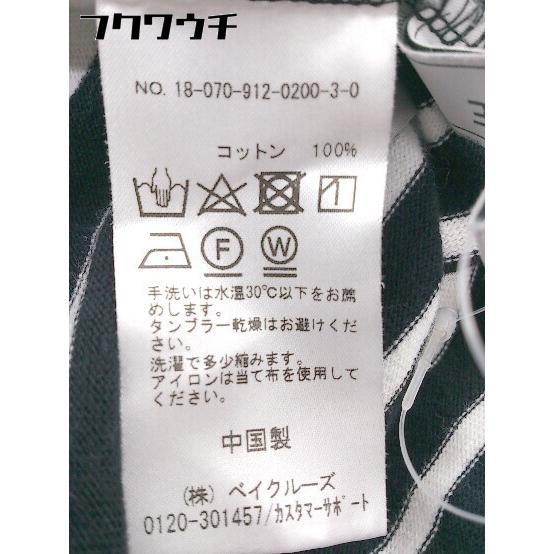 フクワウチ
NO. 18-070-912-0200-3-0
コットン 100%
F
W
手洗いは水温30℃以下をお薦
めします。
タンブラー乾燥はお避けくだ
さい。
洗濯で多少縮みます。
アイロンは当て布を使用して
ください。
中国製
(株) ベイクルーズ
0120-301457/カスタマーサポート